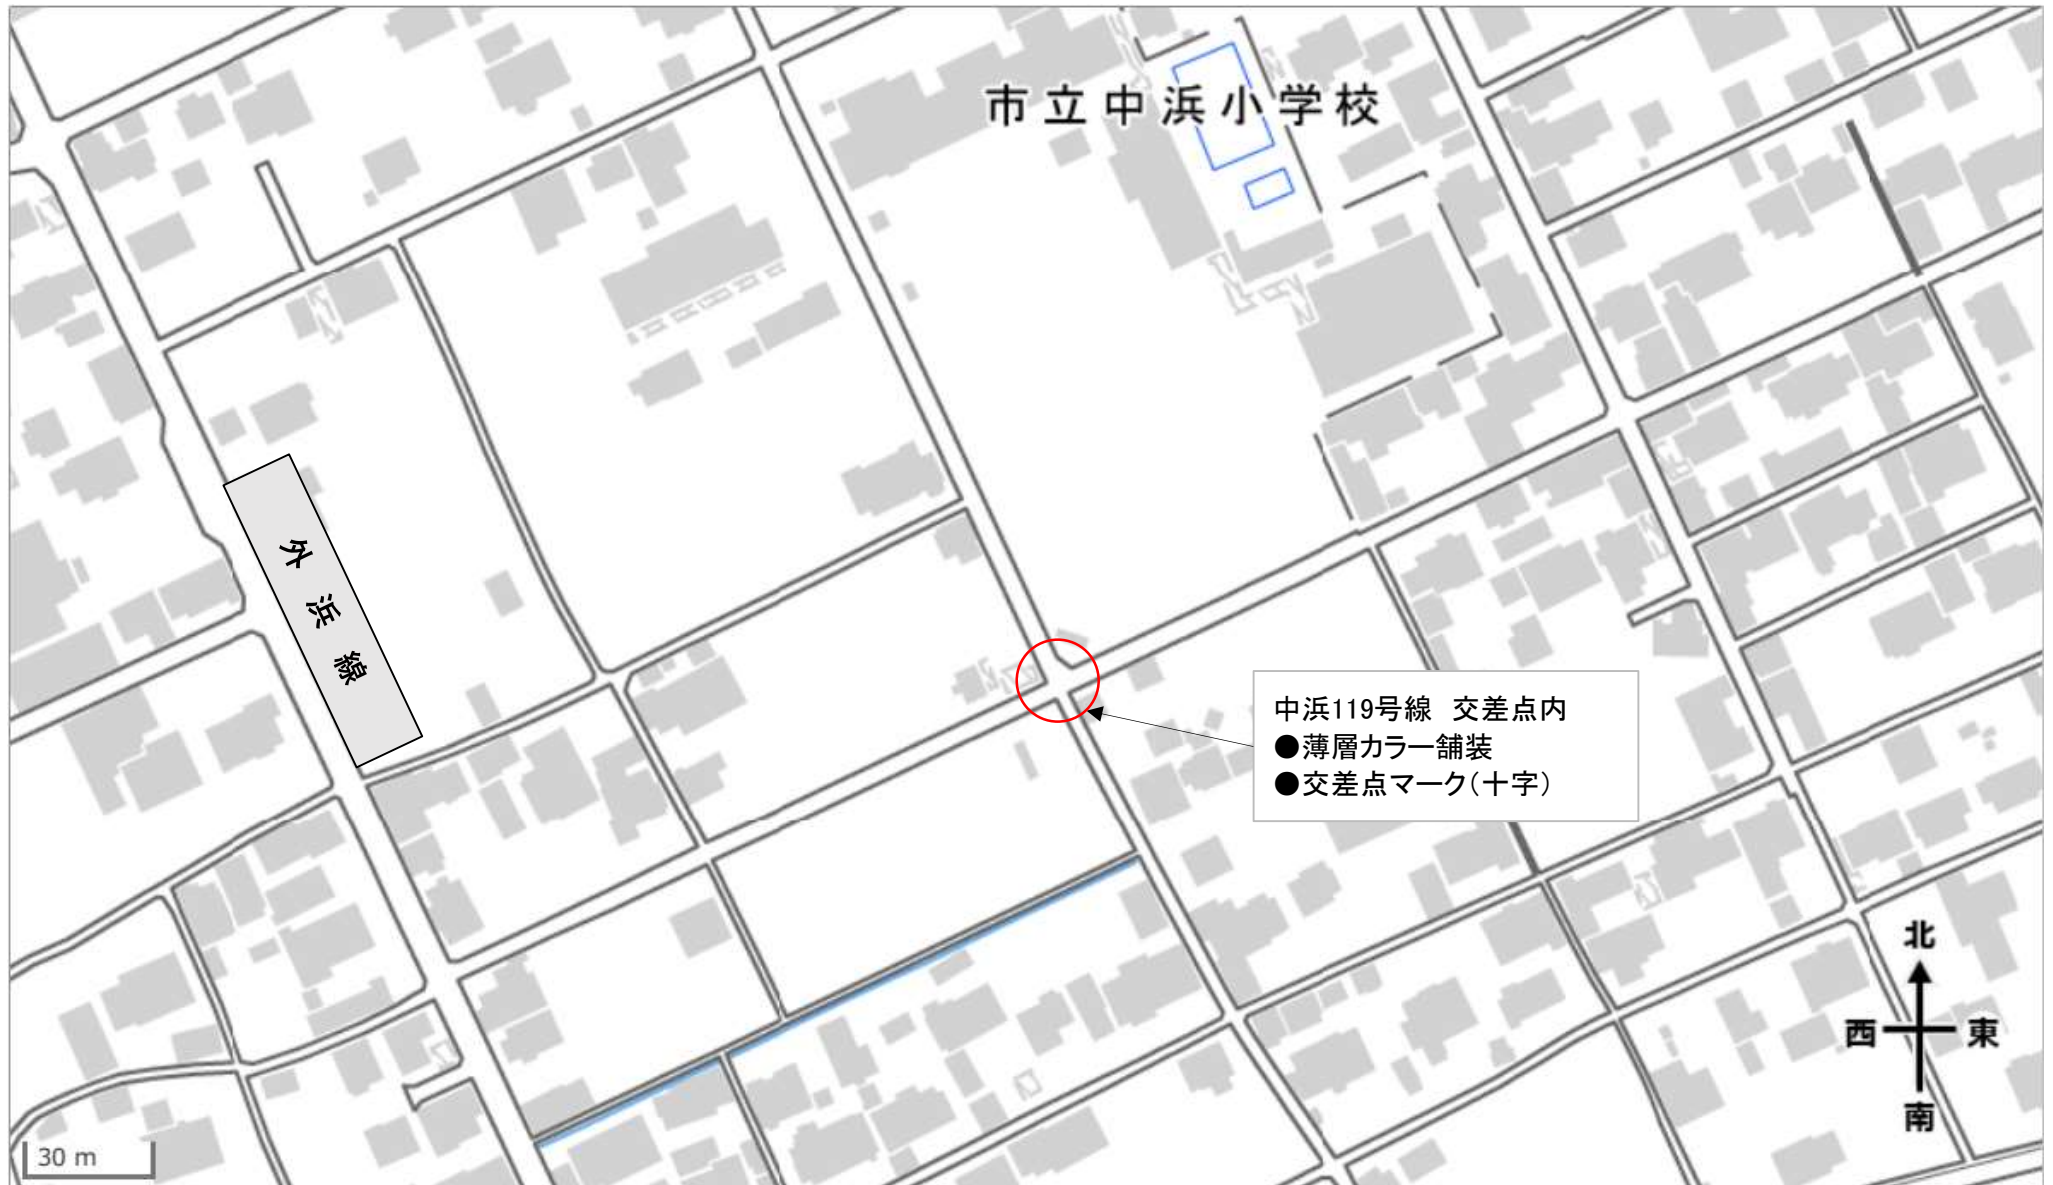 市立中浜小学校
外浜線
中浜119号線　交差点内
●薄層カラー舗装
●交差点マーク（十字）
北
西
東
南
30 m